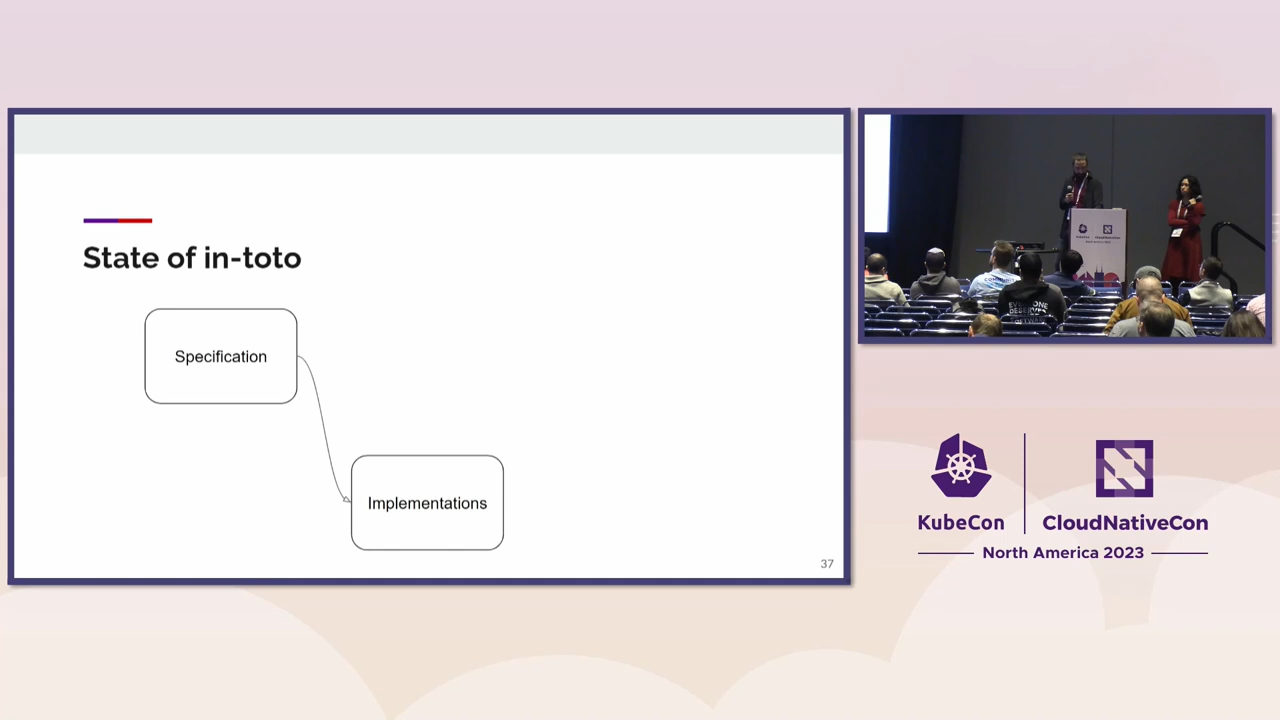 State of in-toto
Specification
Implementations
37
KubeCon
CloudNativeCon
North America 2023